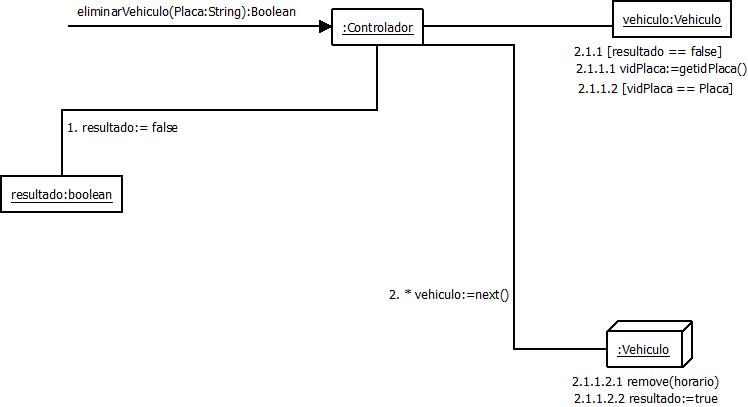 eliminarVehiculo(Placa:String):Boolean
:Controlador
vehiculo:Vehiculo
2.1.1 [resultado == false]
2.1.1.1 vidPlaca:=getidPlaca()
2.1.1.2 [vidPlaca == Placa]
1. resultado:= false
resultado:boolean
2. * vehiculo:=next()
:Vehiculo
2.1.1.2.1 remove(horario)
2.1.1.2.2 resultado:=true